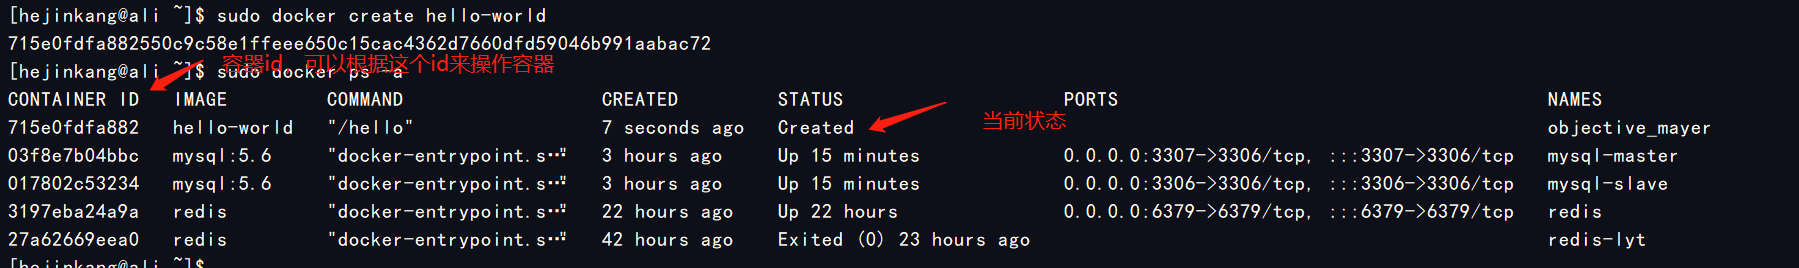 [hejinkang@ali ~]$ sudo docker create hello-world
715e0fdfa882550c9c58e1ffeee650c15cac4362d7660dfd59046b991aabac72
容器id，可以根据这个id来操作容器
[hejinkang@ali ~]$ sudo docker ps -a
CONTAINER ID   IMAGE         COMMAND                  CREATED         STATUS                    PORTS                                       NAMES
715e0fdfa882   hello-world   "/hello"                 7 seconds ago   Created                                                               objective_mayer
当前状态
03f8e7b04bbc   mysql:5.6     "docker-entrypoint.s…"   3 hours ago     Up 15 minutes             0.0.0.0:3307->3306/tcp, :::3307->3306/tcp   mysql-master
017802c53234   mysql:5.6     "docker-entrypoint.s…"   3 hours ago     Up 15 minutes             0.0.0.0:3306->3306/tcp, :::3306->3306/tcp   mysql-slave
3197eba24a9a   redis         "docker-entrypoint.s…"   22 hours ago    Up 22 hours               0.0.0.0:6379->6379/tcp, :::6379->6379/tcp   redis
27a62669eea0   redis         "docker-entrypoint.s…"   42 hours ago    Exited (0) 23 hours ago                                               redis-lyt
[hejinkang@ali ~]$